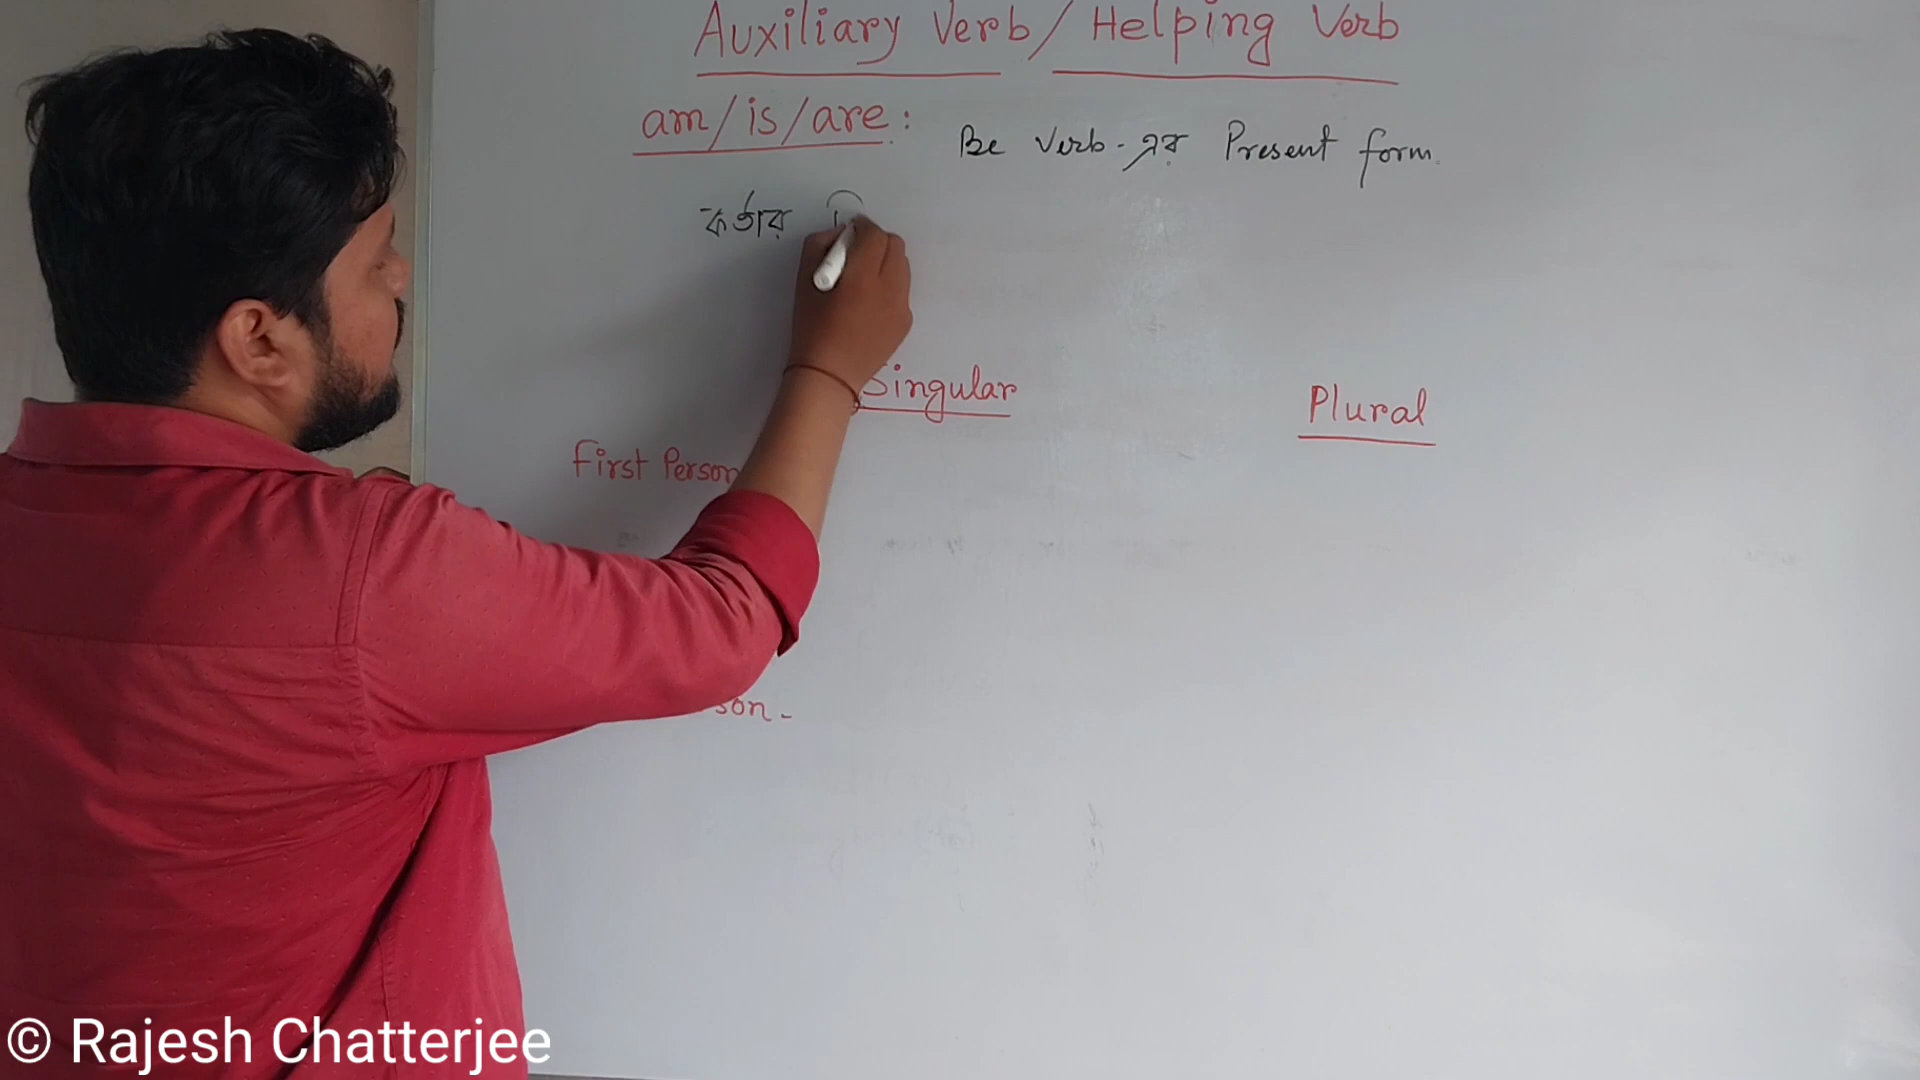 Auxiliary Verb / Helping Verb
am/is/are: Be Verb-এর Present form.
কর্তার
Singular Plural
First Person
son -
© Rajesh Chatterjee